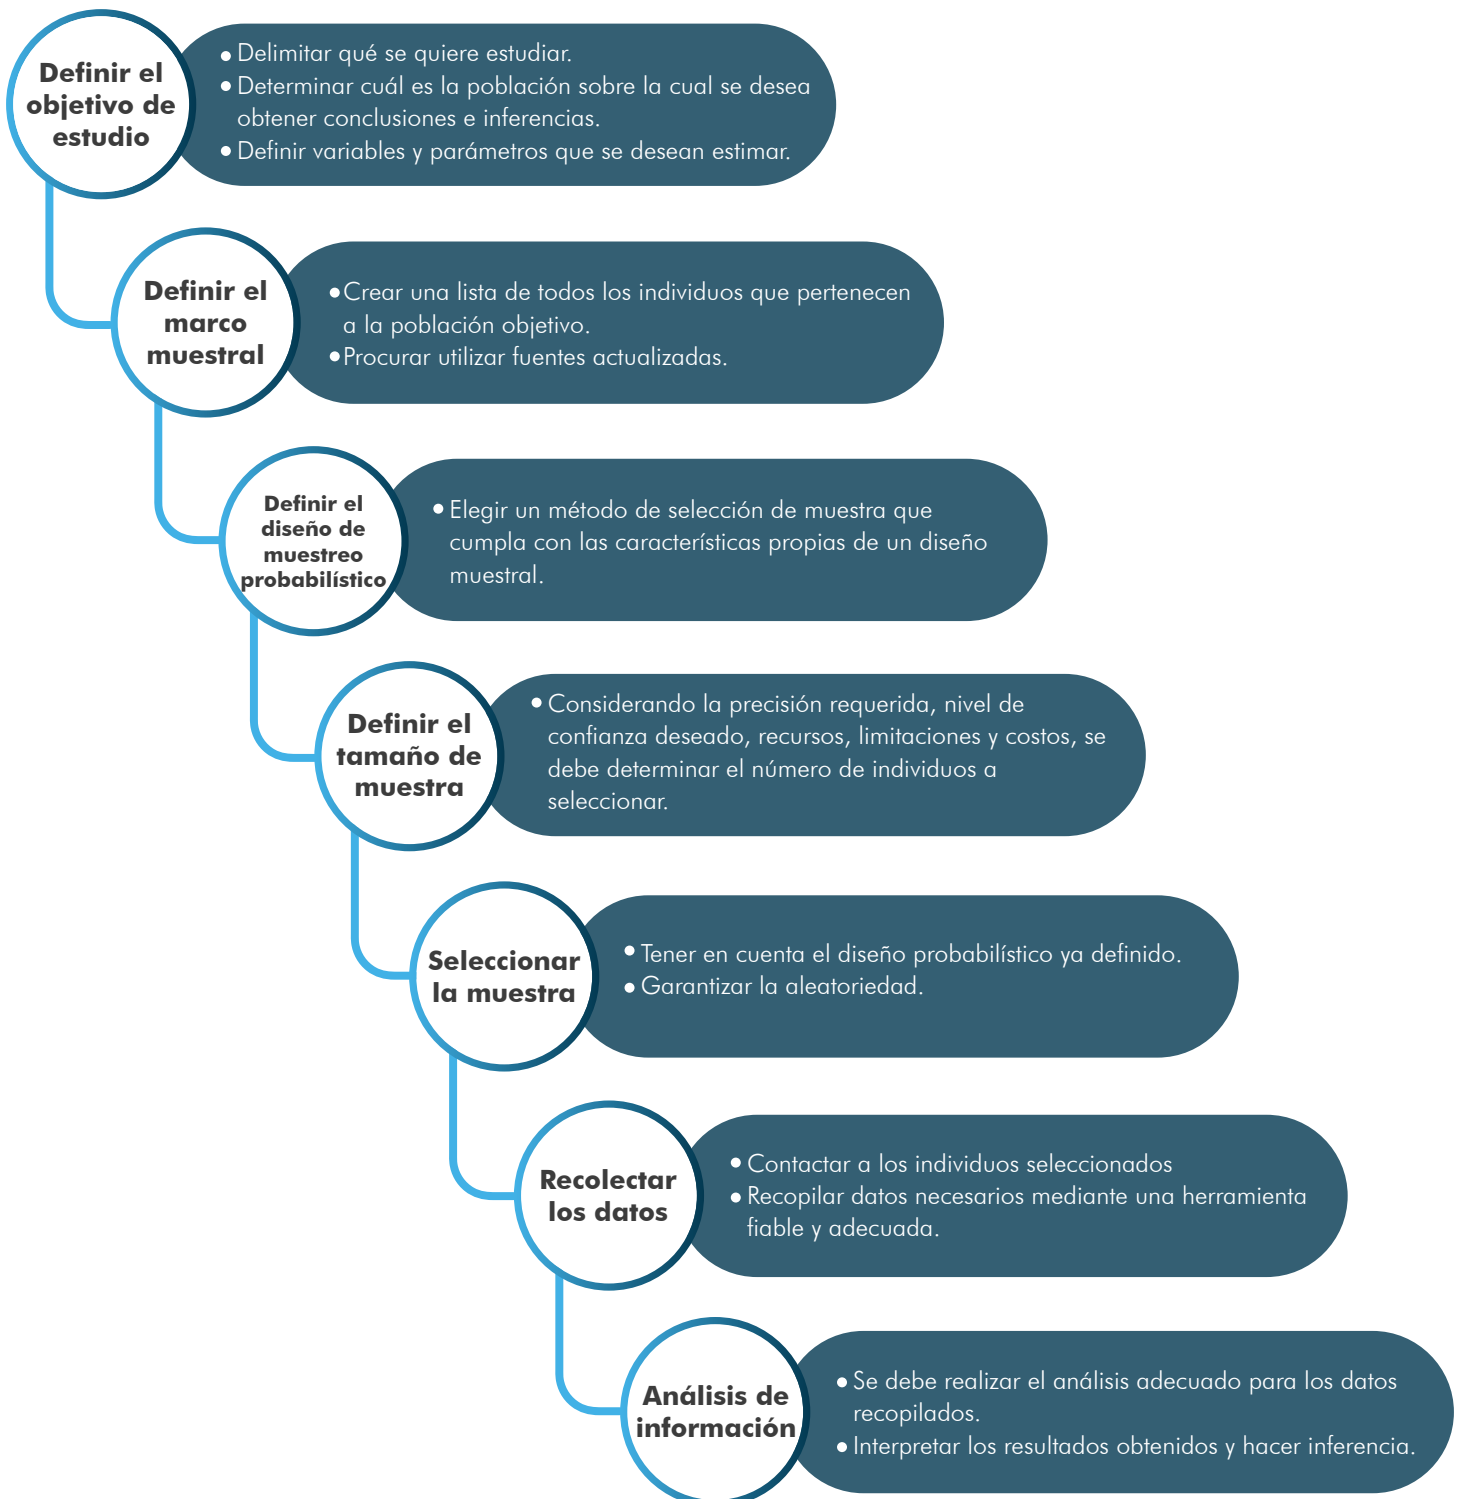 Definir el
objetivo de
estudio
• Delimitar qué se quiere estudiar.
• Determinar cuál es la población sobre la cual se desea
obtener conclusiones e inferencias.
• Definir variables y parámetros que se desean estimar.
Definir el
marco
muestral
• Crear una lista de todos los individuos que pertenecen
a la población objetivo.
• Procurar utilizar fuentes actualizadas.
Definir el
diseño de
muestreo
probabilístico
• Elegir un método de selección de muestra que
cumpla con las características propias de un diseño
muestral.
Definir el
tamaño de
muestra
• Considerando la precisión requerida, nivel de
confianza deseado, recursos, limitaciones y costos, se
debe determinar el número de individuos a
seleccionar.
Seleccionar
la muestra
• Tener en cuenta el diseño probabilístico ya definido.
• Garantizar la aleatoriedad.
Recolectar
los datos
• Contactar a los individuos seleccionados
• Recopilar datos necesarios mediante una herramienta
fiable y adecuada.
Análisis de
información
• Se debe realizar el análisis adecuado para los datos
recopilados.
• Interpretar los resultados obtenidos y hacer inferencia.